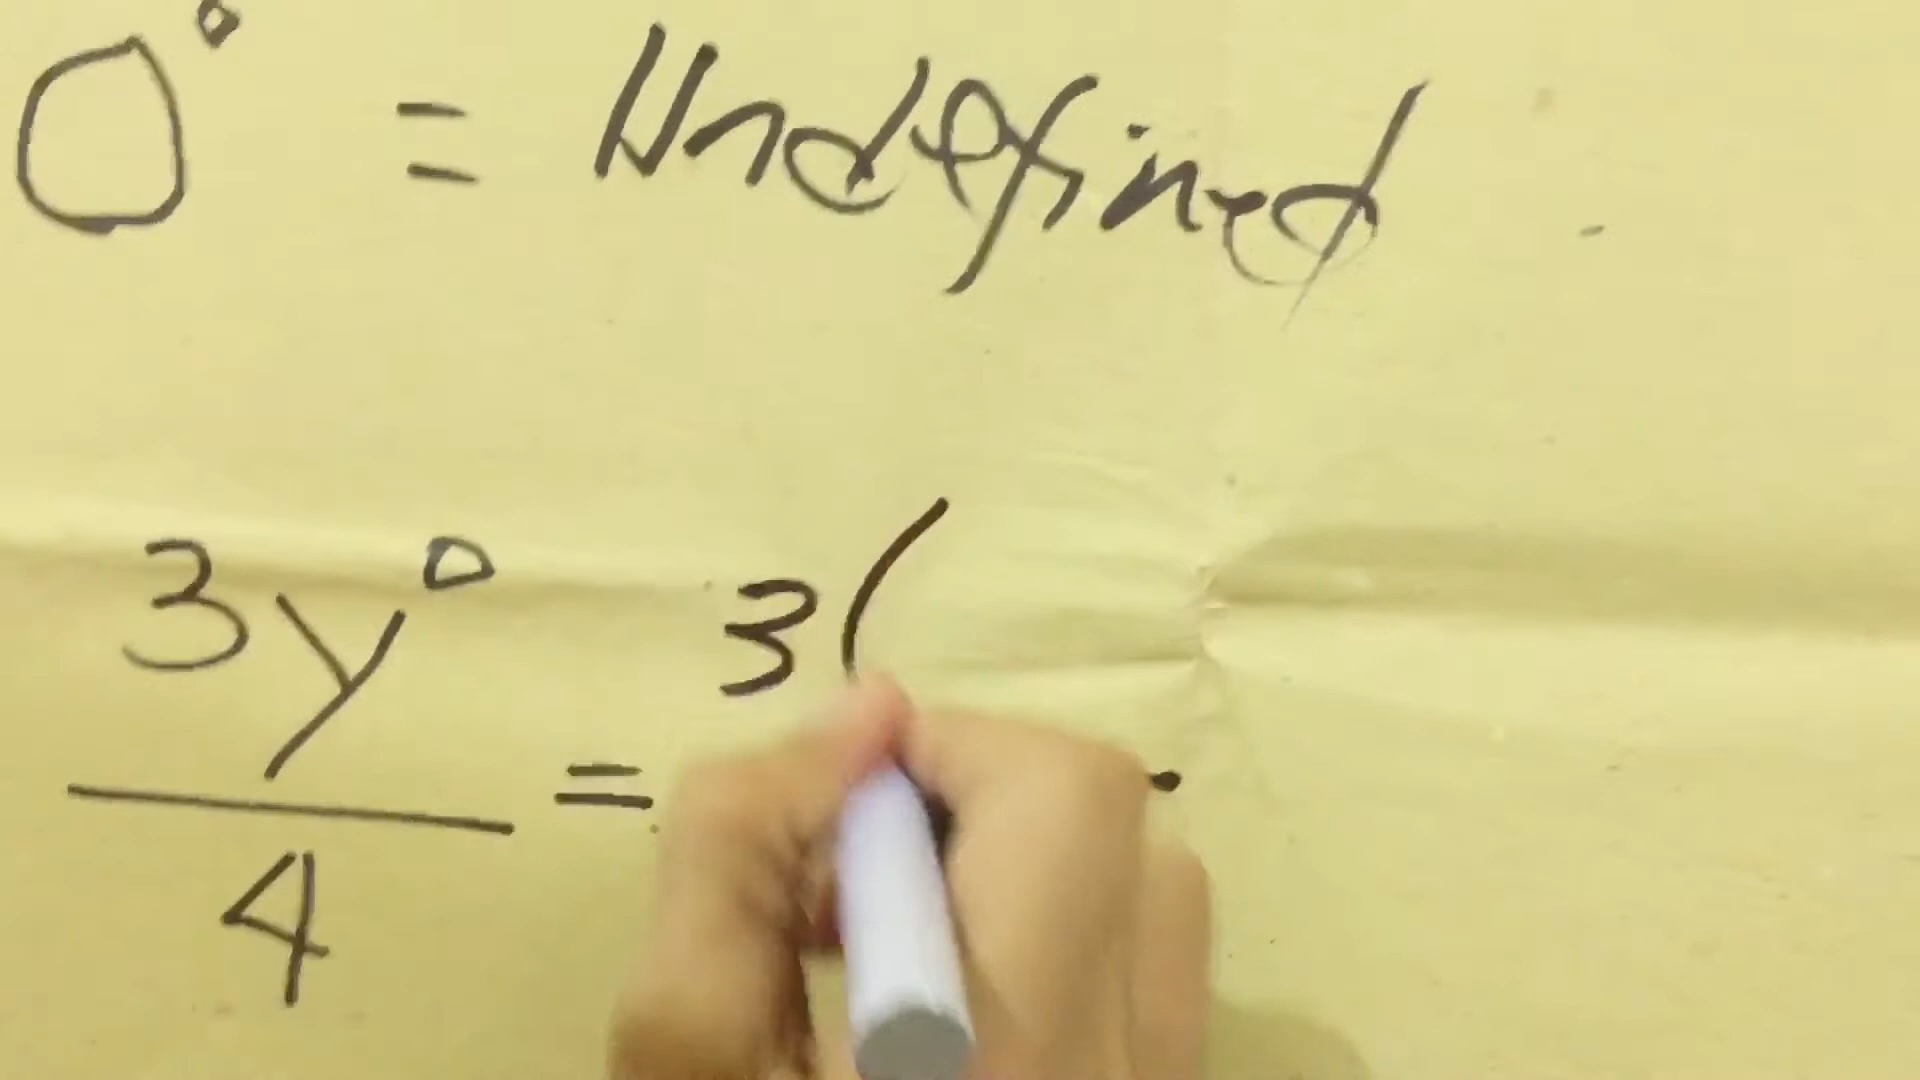 0⁰ = Undefined
3y⁰/4 = 3(